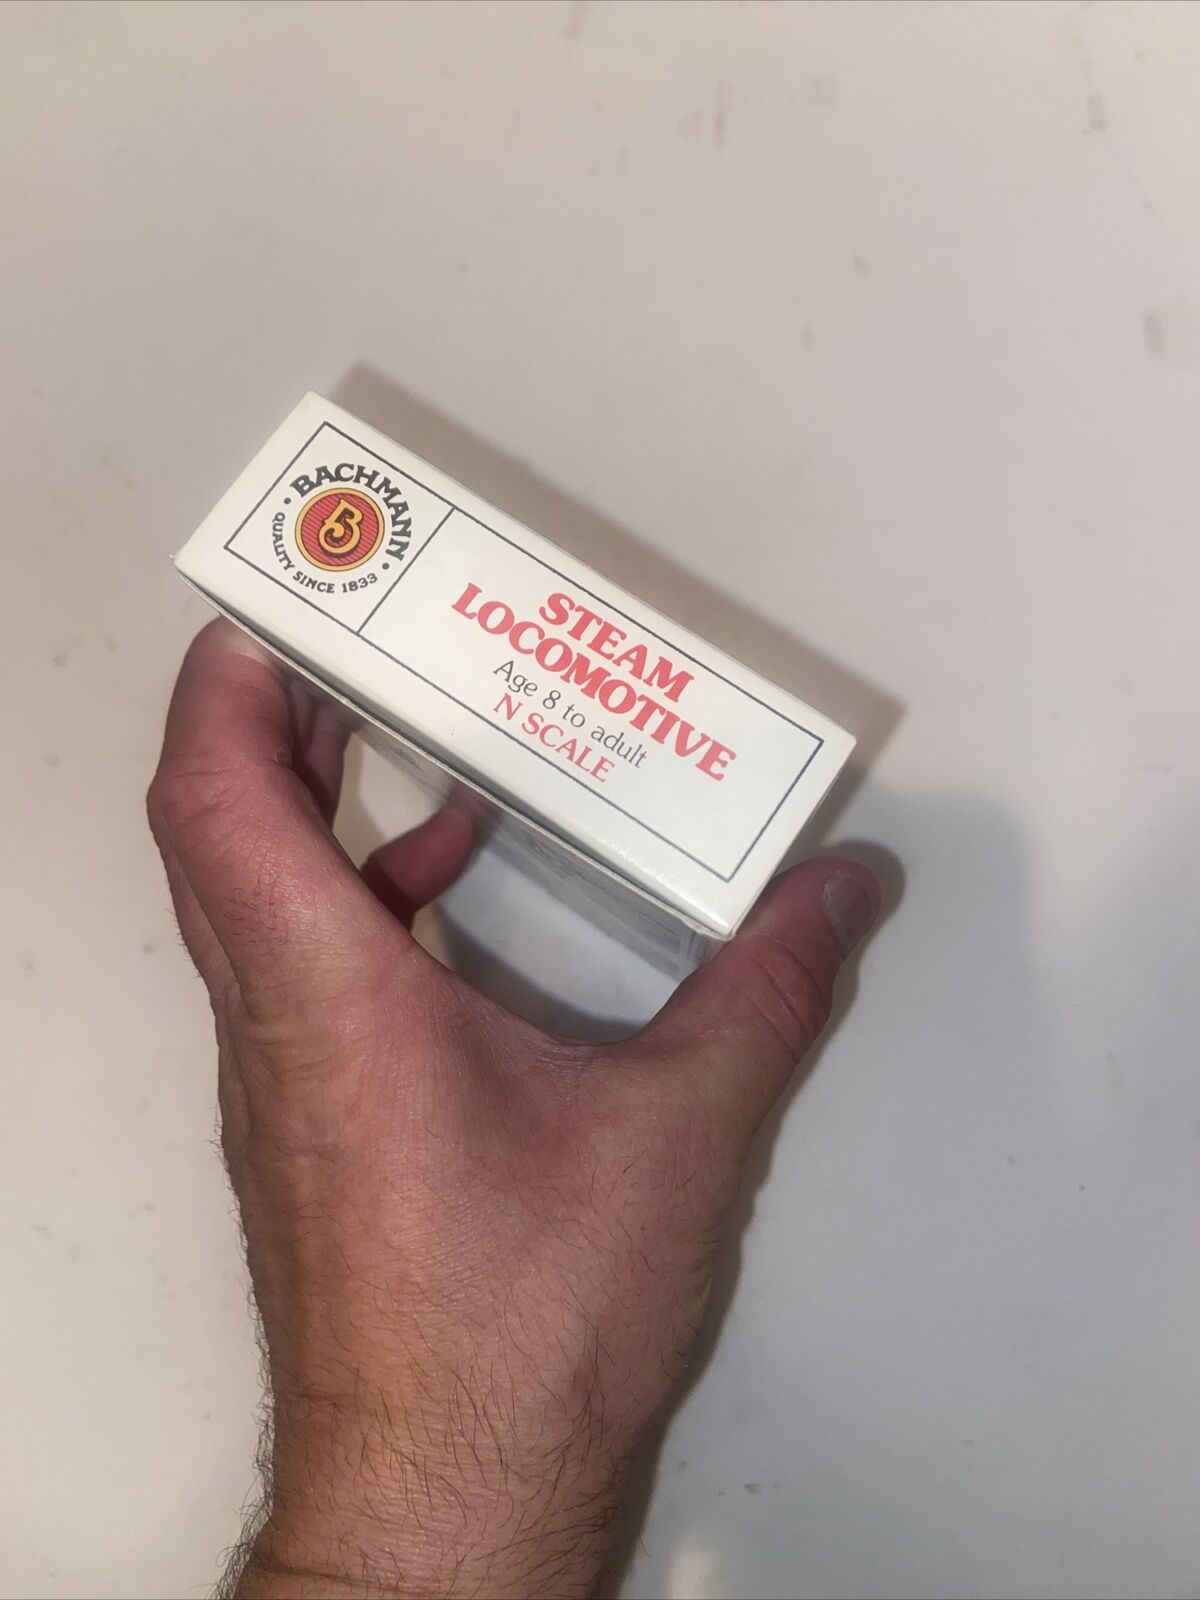 BACHMANN
B
QUALITY SINCE 1833
STEAM
LOCOMOTIVE
Age 8 to adult
N SCALE